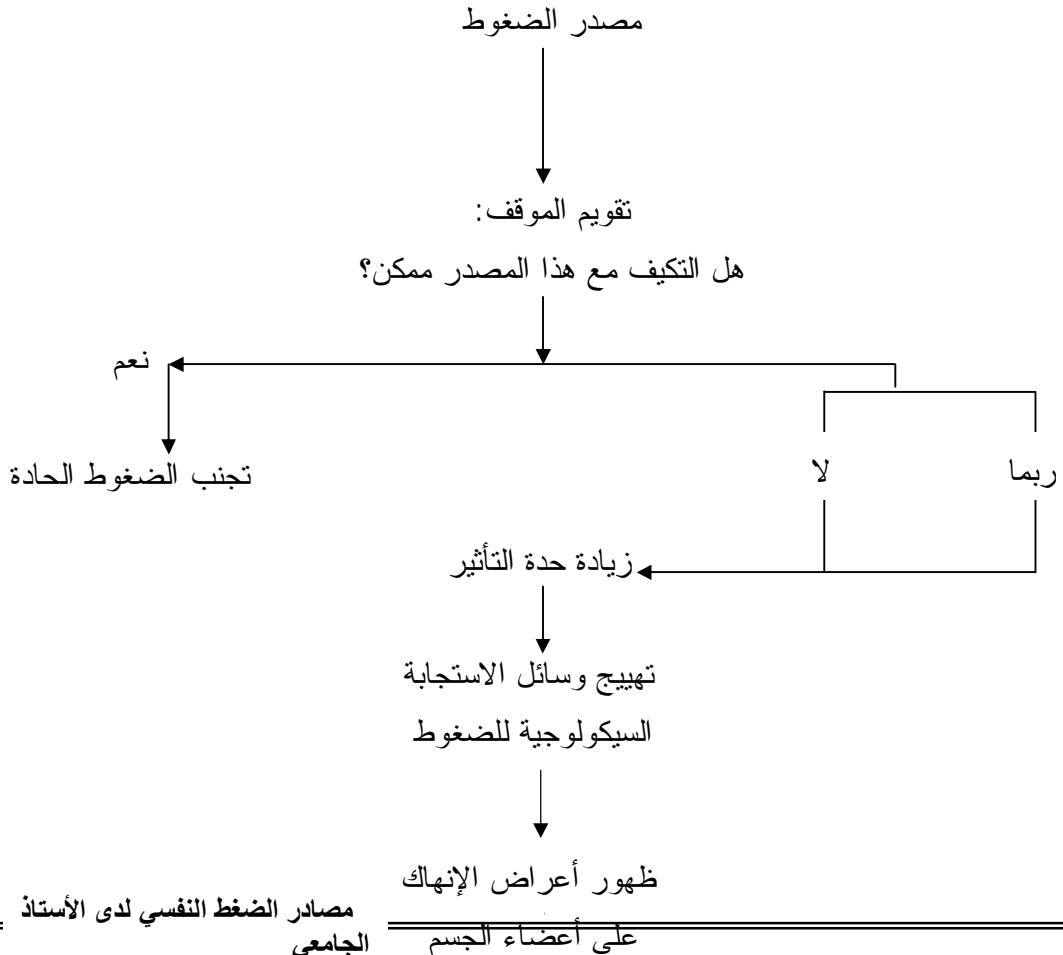 مصدر الضغوط
تقويم الموقف:
هل التكيف مع هذا المصدر ممكن؟
نعم
ربما
لا
تجنب الضغوط الحادة
زيادة حدة التأثير
تهييج وسائل الاستجابة
السيكولوجية للضغوط
ظهور أعراض الإنهاك
على أعضاء الجسم
مصادر الضغط النفسي لدى الأستاذ
الجامعي